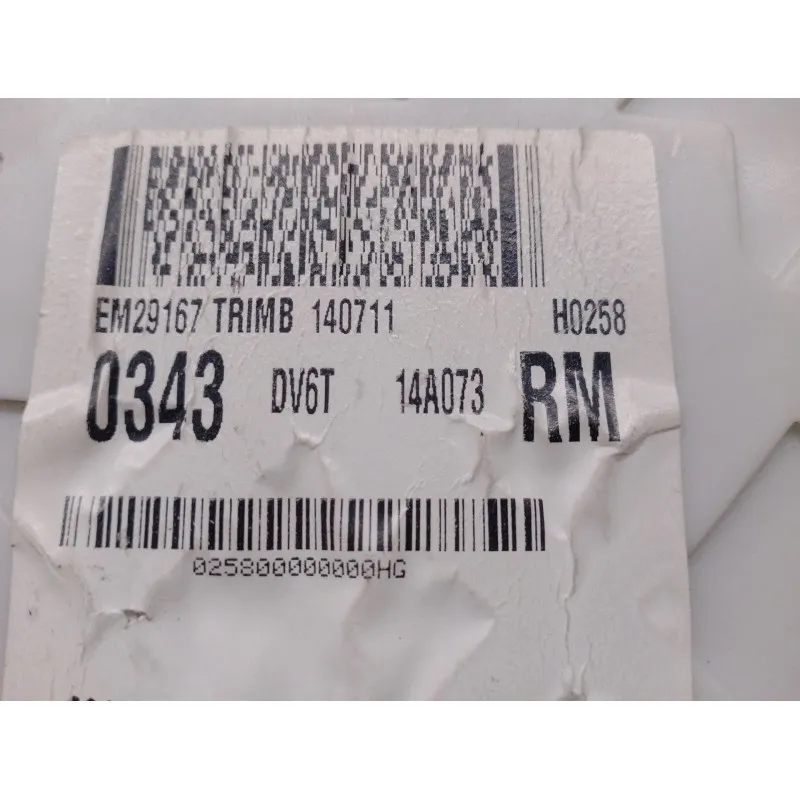 EM29167 TRIMB 140711 H0258
0343 DV6T 14A073 RM
025800000000HG